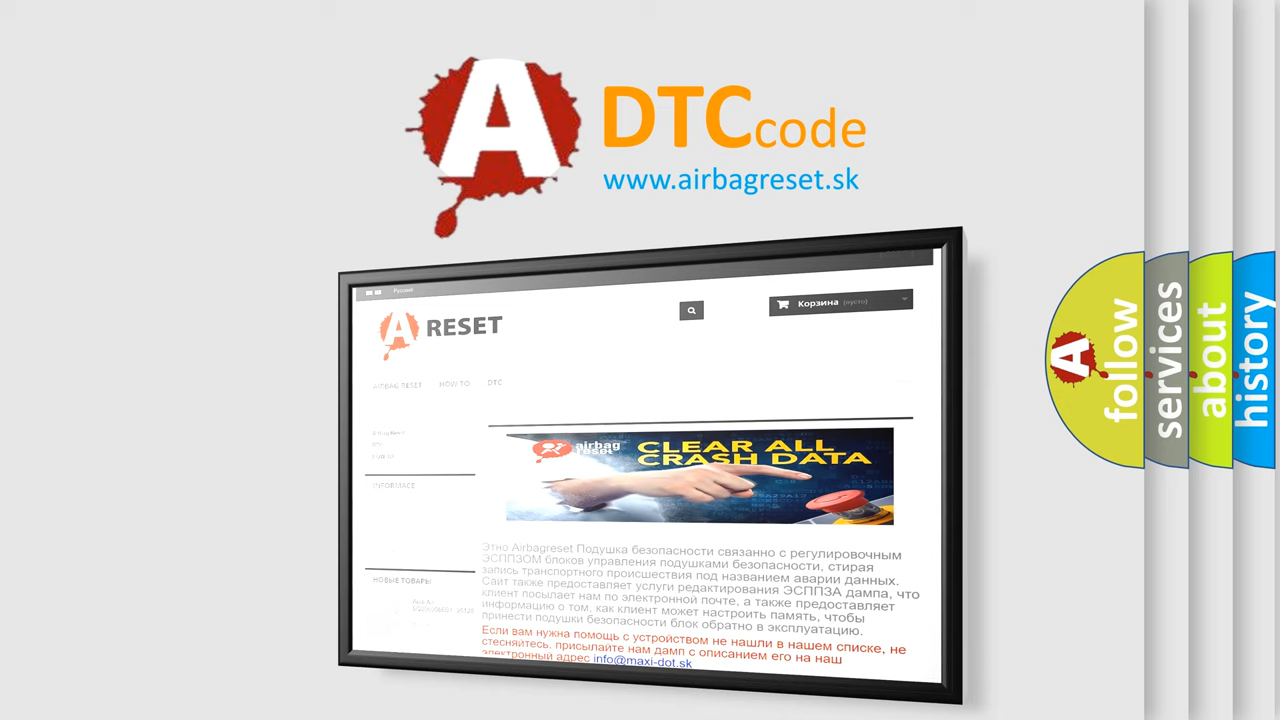 A
DTCcode
www.airbagreset.sk
Русский
Корзина (пусто)
A RESET
AIRBAG RESET HOW TO DTC
INFORMACE
НОВЫЕ ТОВАРЫ
airbag
reset
CLEAR ALL
CRASH DATA
Этно Airbagreset Подушка безопасности связанно с регулировочным
ЭСППЗОМ блоков управления подушками безопасности, стирая
запись транспортного происшествия под названием аварии данных.
Сайт также предоставляет услуги редактирования ЭСППЗА дампа, что
клиент посылает нам по электронной почте, а также предоставляет
информацию о том, как клиент может настроить память, чтобы
принести подушки безопасности блок обратно в эксплуатацию.
Если вам нужна помощь с устройством не нашли в нашем списке, не
стесняйтесь, присылайте нам дамп с описанием его на наш
электронный адрес info@maxi-dot.sk
A
follow
services
about
history